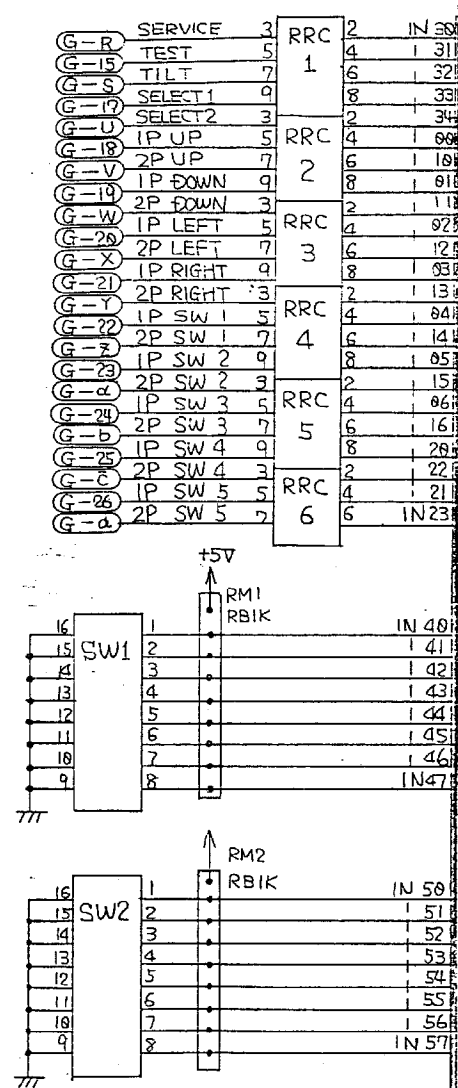 G-R SERVICE 3 RRC 2 IN 30
G-15 TEST 5 1 4 31
G-S TILT 7 6 32
G-17 SELECT1 9 8 33
G-U SELECT2 3 2 34
G-18 1P UP 5 RRC 4 00
G-V 2P UP 7 2 6 10
G-19 1P DOWN 9 8 01
G-W 2P DOWN 3 2 11
G-20 1P LEFT 5 RRC 4 02
G-X 2P LEFT 7 3 6 12
G-21 1P RIGHT 9 8 03
G-Y 2P RIGHT 3 2 13
G-22 1P SW 1 5 RRC 4 04
G-Z 2P SW 1 7 4 6 14
G-23 1P SW 2 9 8 05
G-a 2P SW 2 3 2 15
G-24 1P SW 3 5 RRC 4 06
G-b 2P SW 3 7 5 6 16
G-25 1P SW 4 9 8 20
G-c̄ 2P SW 4 3 2 22
G-26 1P SW 5 5 RRC 4 21
G-d 2P SW 5 7 6 6 IN23
+5V
RM1
RB1K
16 SW1 1 IN 40
15 2 41
14 3 42
13 4 43
12 5 44
11 6 45
10 7 46
9 8 IN47
RM2
RB1K
16 SW2 1 IN 50
15 2 51
14 3 52
13 4 53
12 5 54
11 6 55
10 7 56
9 8 IN57